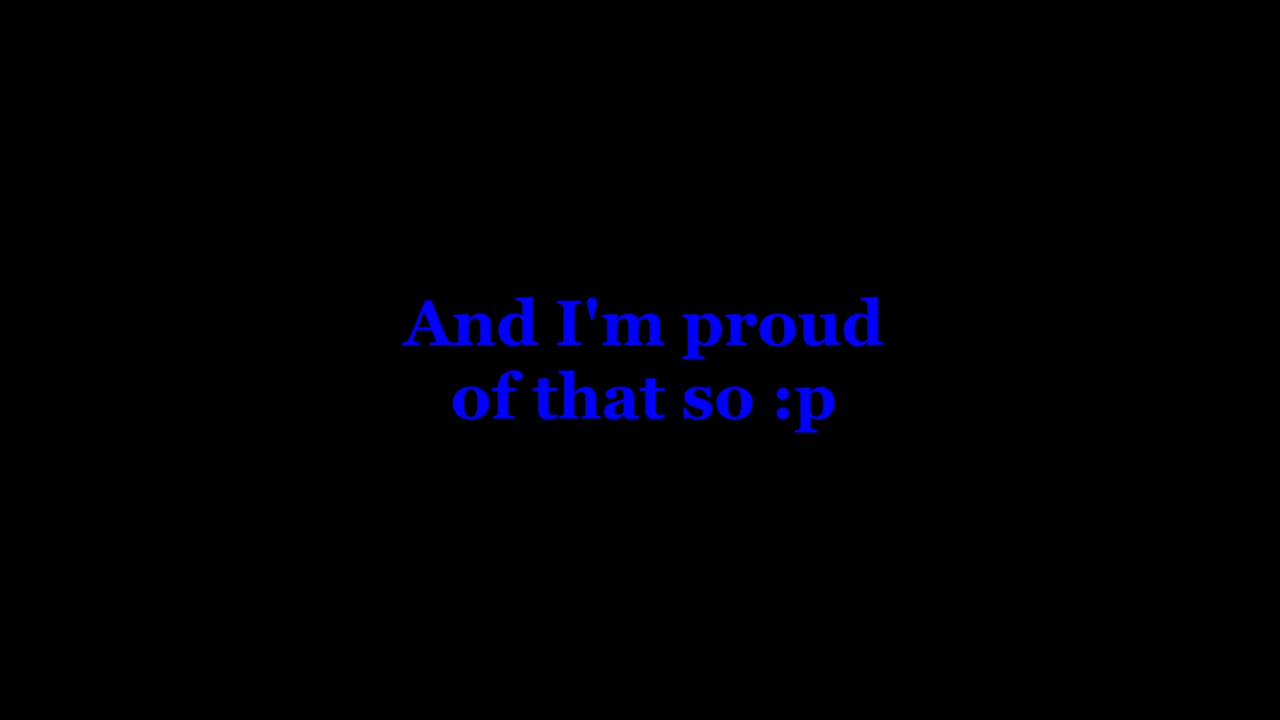 And I'm proud
of that so :p